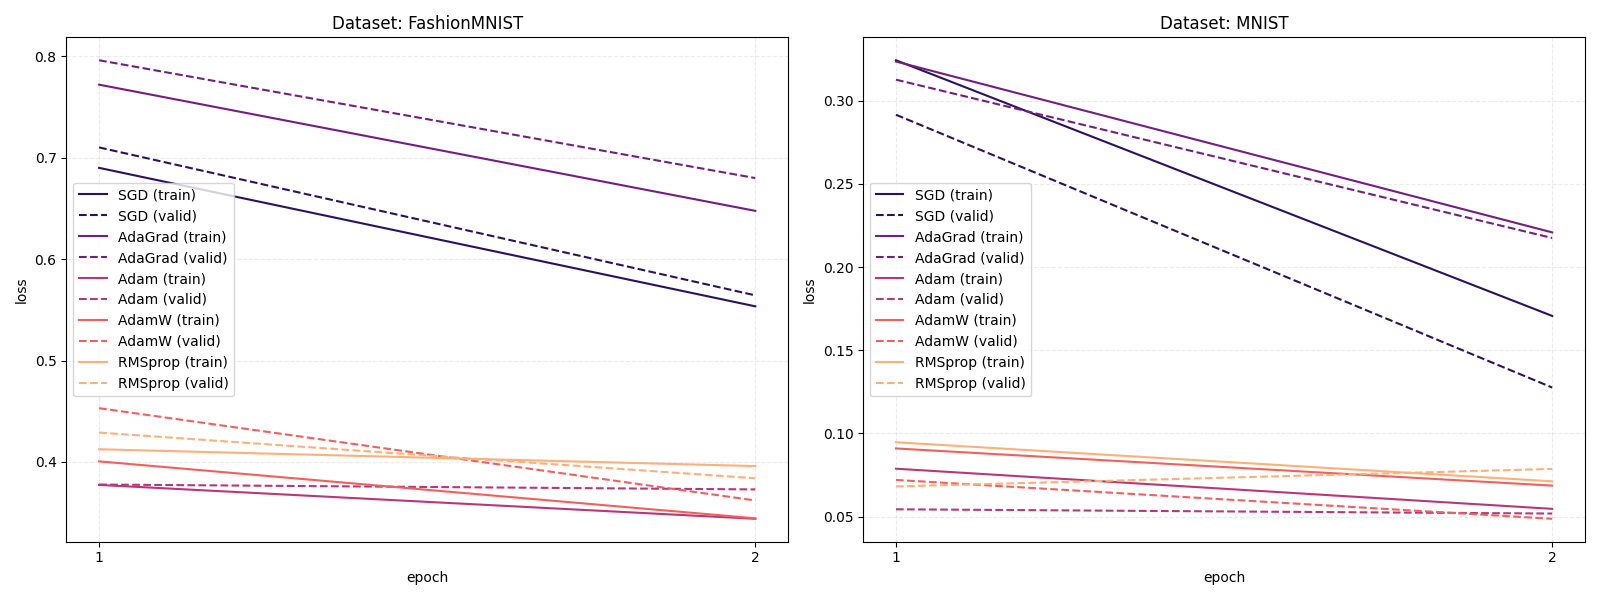 Dataset: FashionMNIST
0.8
0.7
0.6
0.5
0.4
loss
SGD (train)
SGD (valid)
AdaGrad (train)
AdaGrad (valid)
Adam (train)
Adam (valid)
AdamW (train)
AdamW (valid)
RMSprop (train)
RMSprop (valid)
1
2
epoch
Dataset: MNIST
0.30
0.25
0.20
0.15
0.10
0.05
loss
SGD (train)
SGD (valid)
AdaGrad (train)
AdaGrad (valid)
Adam (train)
Adam (valid)
AdamW (train)
AdamW (valid)
RMSprop (train)
RMSprop (valid)
1
2
epoch